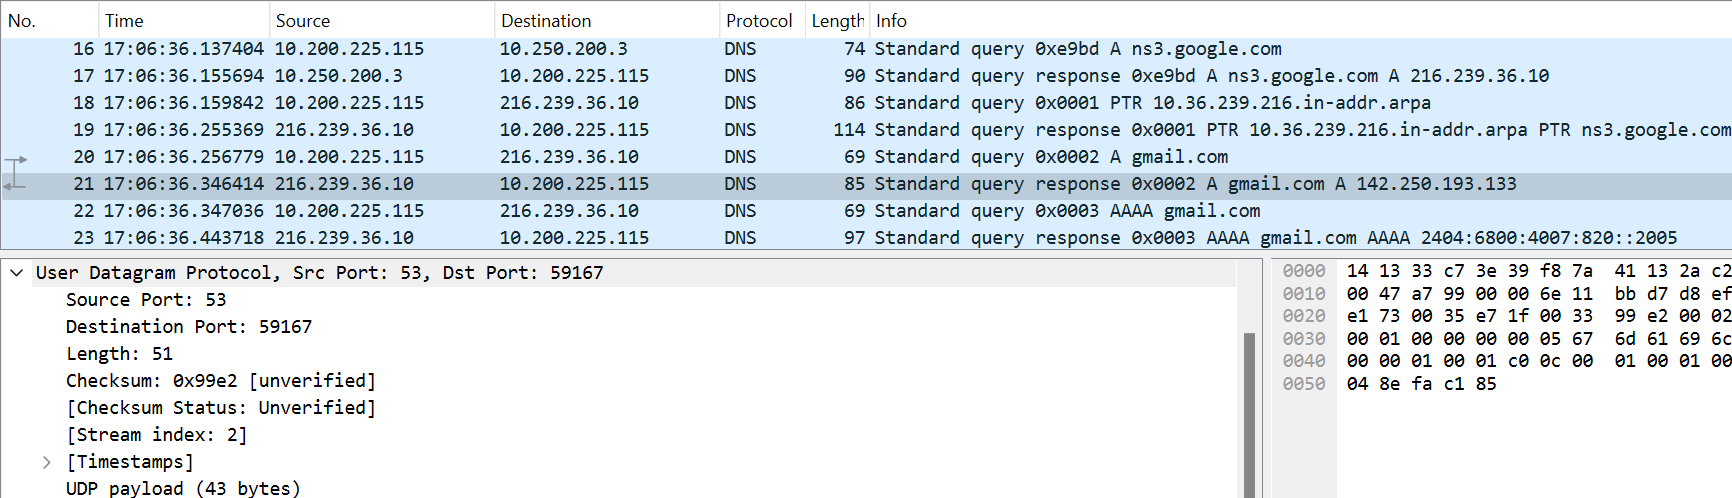 No. Time Source Destination Protocol Length Info
16 17:06:36.137404 10.200.225.115 10.250.200.3 DNS 74 Standard query 0xe9bd A ns3.google.com
17 17:06:36.155694 10.250.200.3 10.200.225.115 DNS 90 Standard query response 0xe9bd A ns3.google.com A 216.239.36.10
18 17:06:36.159842 10.200.225.115 216.239.36.10 DNS 86 Standard query 0x0001 PTR 10.36.239.216.in-addr.arpa
19 17:06:36.255369 216.239.36.10 10.200.225.115 DNS 114 Standard query response 0x0001 PTR 10.36.239.216.in-addr.arpa PTR ns3.google.com
20 17:06:36.256779 10.200.225.115 216.239.36.10 DNS 69 Standard query 0x0002 A gmail.com
21 17:06:36.346414 216.239.36.10 10.200.225.115 DNS 85 Standard query response 0x0002 A gmail.com A 142.250.193.133
22 17:06:36.347036 10.200.225.115 216.239.36.10 DNS 69 Standard query 0x0003 AAAA gmail.com
23 17:06:36.443718 216.239.36.10 10.200.225.115 DNS 97 Standard query response 0x0003 AAAA gmail.com AAAA 2404:6800:4007:820::2005
User Datagram Protocol, Src Port: 53, Dst Port: 59167
Source Port: 53
Destination Port: 59167
Length: 51
Checksum: 0x99e2 [unverified]
[Checksum Status: Unverified]
[Stream index: 2]
[Timestamps]
UDP payload (43 bytes)
0000 14 13 33 c7 3e 39 f8 7a 41 13 2a c2
0010 00 47 a7 99 00 00 6e 11 bb d7 d8 ef
0020 e1 73 00 35 e7 1f 00 33 99 e2 00 02
0030 00 01 00 00 00 00 05 67 6d 61 69 6c
0040 00 00 01 00 01 c0 0c 00 01 00 01 00
0050 04 8e fa c1 85